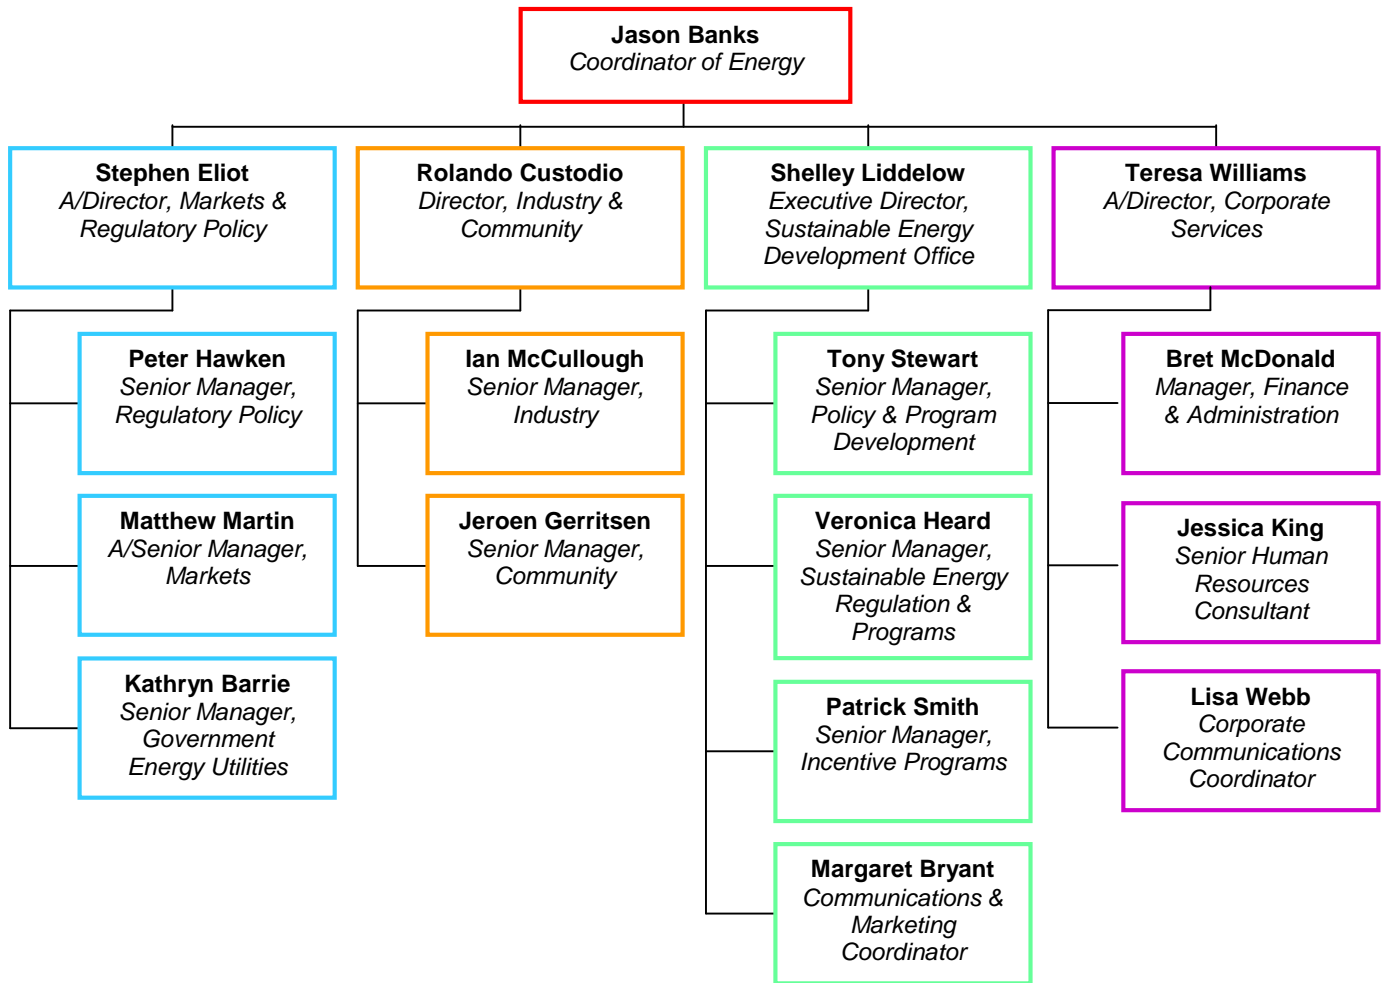 Jason Banks
Coordinator of Energy
Stephen Eliot
A/Director, Markets &
Regulatory Policy
Rolando Custodio
Director, Industry &
Community
Shelley Liddelow
Executive Director,
Sustainable Energy
Development Office
Teresa Williams
A/Director, Corporate
Services
Peter Hawken
Senior Manager,
Regulatory Policy
Matthew Martin
A/Senior Manager,
Markets
Kathryn Barrie
Senior Manager,
Government
Energy Utilities
Ian McCullough
Senior Manager,
Industry
Jeroen Gerritsen
Senior Manager,
Community
Tony Stewart
Senior Manager,
Policy & Program
Development
Veronica Heard
Senior Manager,
Sustainable Energy
Regulation &
Programs
Patrick Smith
Senior Manager,
Incentive Programs
Margaret Bryant
Communications &
Marketing
Coordinator
Bret McDonald
Manager, Finance
& Administration
Jessica King
Senior Human
Resources
Consultant
Lisa Webb
Corporate
Communications
Coordinator